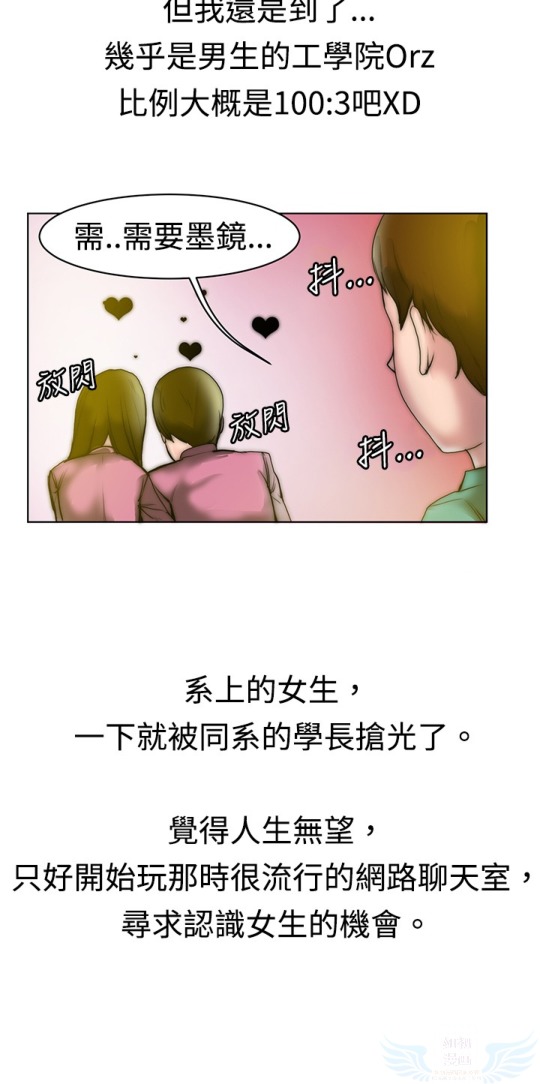 但我還是到了...
幾乎是男生的工學院Orz
比例大概是100:3吧XD
需..需要墨鏡...
抖...
放閃
放閃
抖...
系上的女生，
一下就被同系的學長搶光了。
覺得人生無望，
只好開始玩那時很流行的網路聊天室，
尋求認識女生的機會。